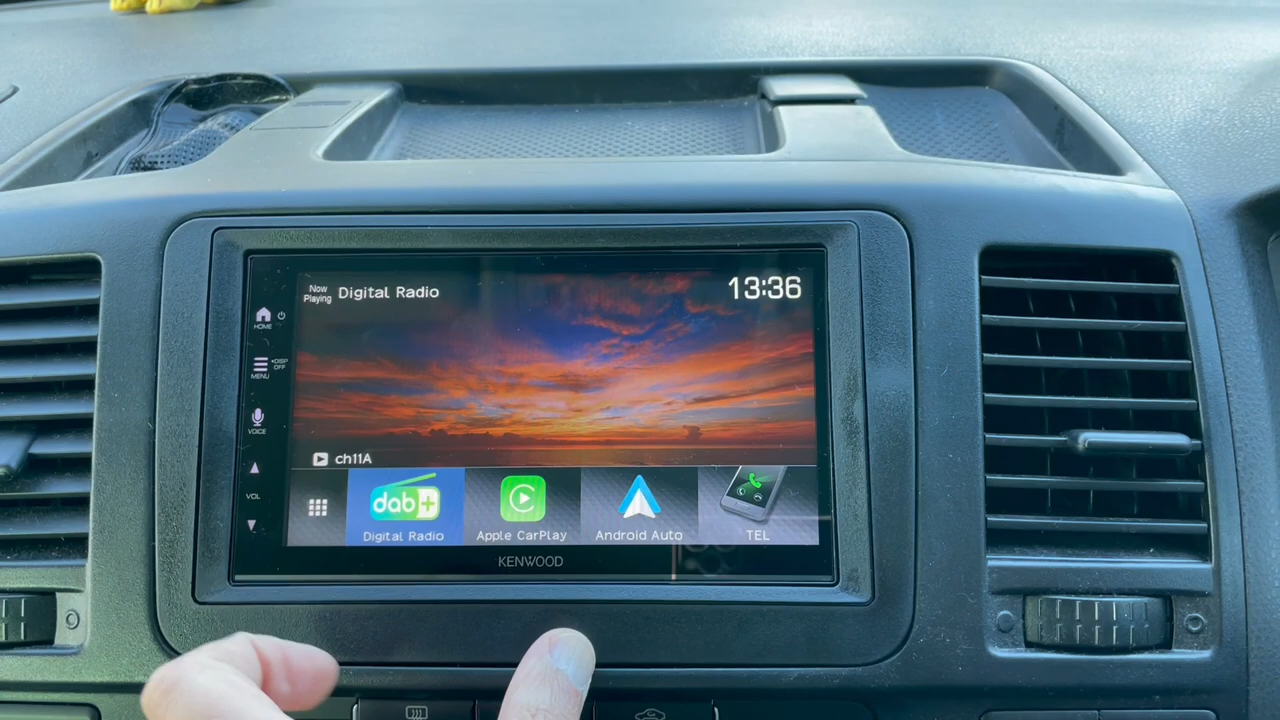 Now
Playing
Digital Radio
13:36
HOME
•DISP
OFF
MENU
VOICE
VOL
ch11A
dab+
Digital Radio
Apple CarPlay
Android Auto
TEL
KENWOOD